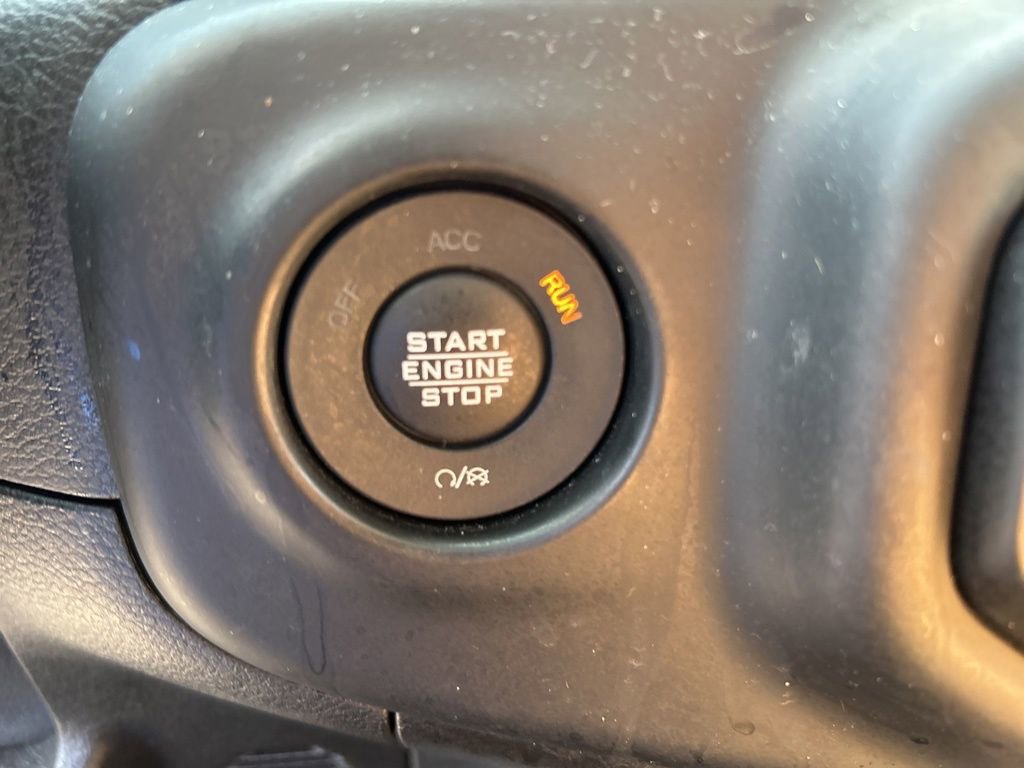 ACC
OFF
RUN
START
ENGINE
STOP